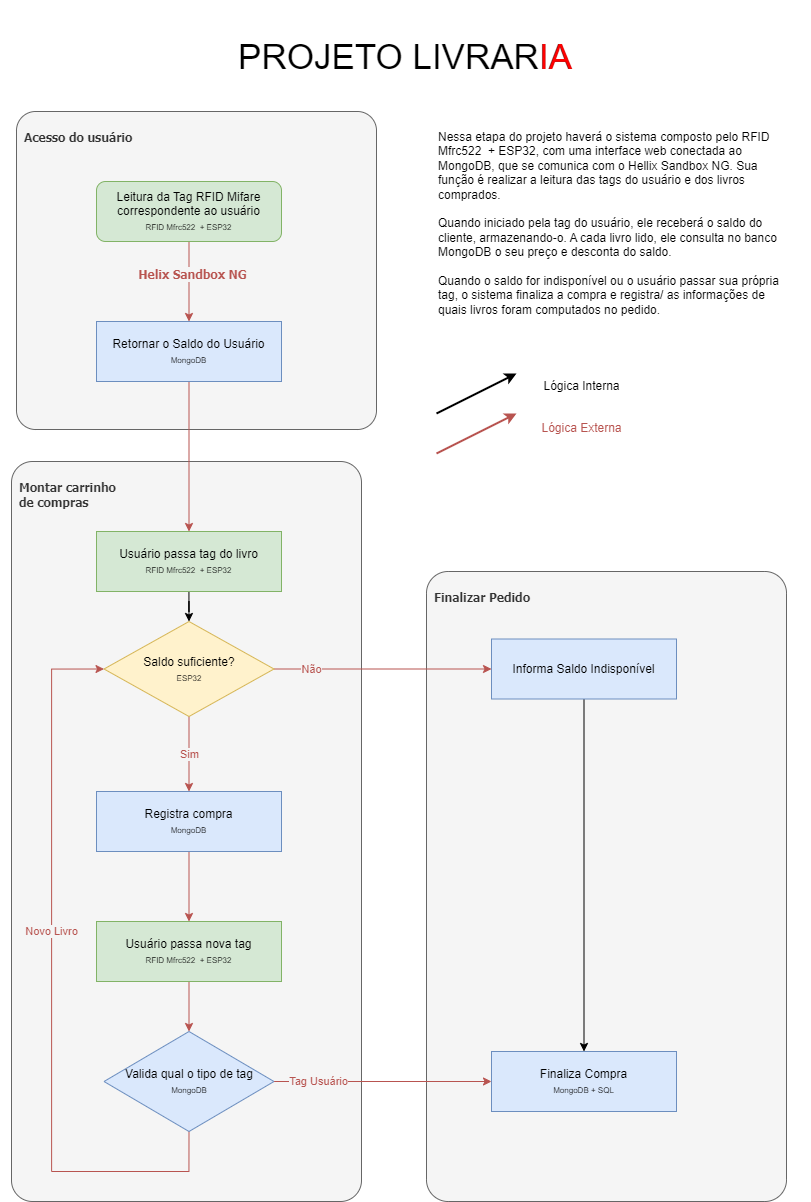 PROJETO LIVRARIA
Acesso do usuário
Leitura da Tag RFID Mifare
correspondente ao usuário
RFID Mfrc522 + ESP32
Helix Sandbox NG
Retornar o Saldo do Usuário
MongoDB
Nessa etapa do projeto haverá o sistema composto pelo RFID
Mfrc522 + ESP32, com uma interface web conectada ao
MongoDB, que se comunica com o Hellix Sandbox NG. Sua
função é realizar a leitura das tags do usuário e dos livros
comprados.
Quando iniciado pela tag do usuário, ele receberá o saldo do
cliente, armazenando-o. A cada livro lido, ele consulta no banco
MongoDB o seu preço e desconta do saldo.
Quando o saldo for indisponível ou o usuário passar sua própria
tag, o sistema finaliza a compra e registra/ as informações de
quais livros foram computados no pedido.
Lógica Interna
Lógica Externa
Montar carrinho
de compras
Usuário passa tag do livro
RFID Mfrc522 + ESP32
Saldo suficiente?
ESP32
Não
Sim
Registra compra
MongoDB
Novo Livro
Usuário passa nova tag
RFID Mfrc522 + ESP32
Valida qual o tipo de tag
MongoDB
Tag Usuário
Finalizar Pedido
Informa Saldo Indisponível
Finaliza Compra
MongoDB + SQL